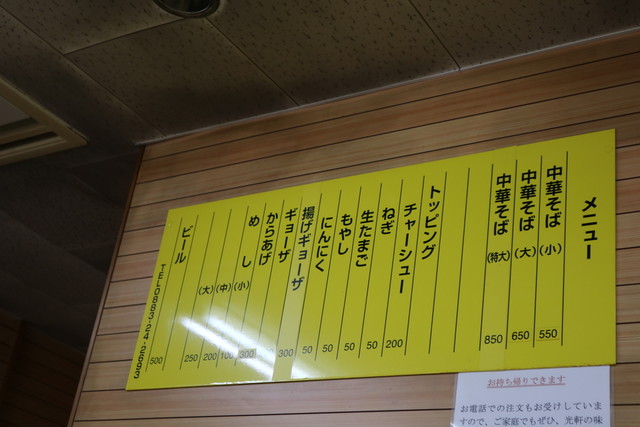 メニュー
中華そば(小) 550
中華そば(大) 650
中華そば(特大) 850
トッピング
チャーシュー 200
ねぎ 50
生たまご 50
もやし 50
にんにく 50
揚げギョーザ 300
ギョーザ
からあげ 300
めし(小) 100
(中) 200
(大) 250
ビール 500
TEL0883-24-2693
お持ち帰りできます
お電話での注文もお受けしていま
すので、ご家庭でもぜひ、光軒の味